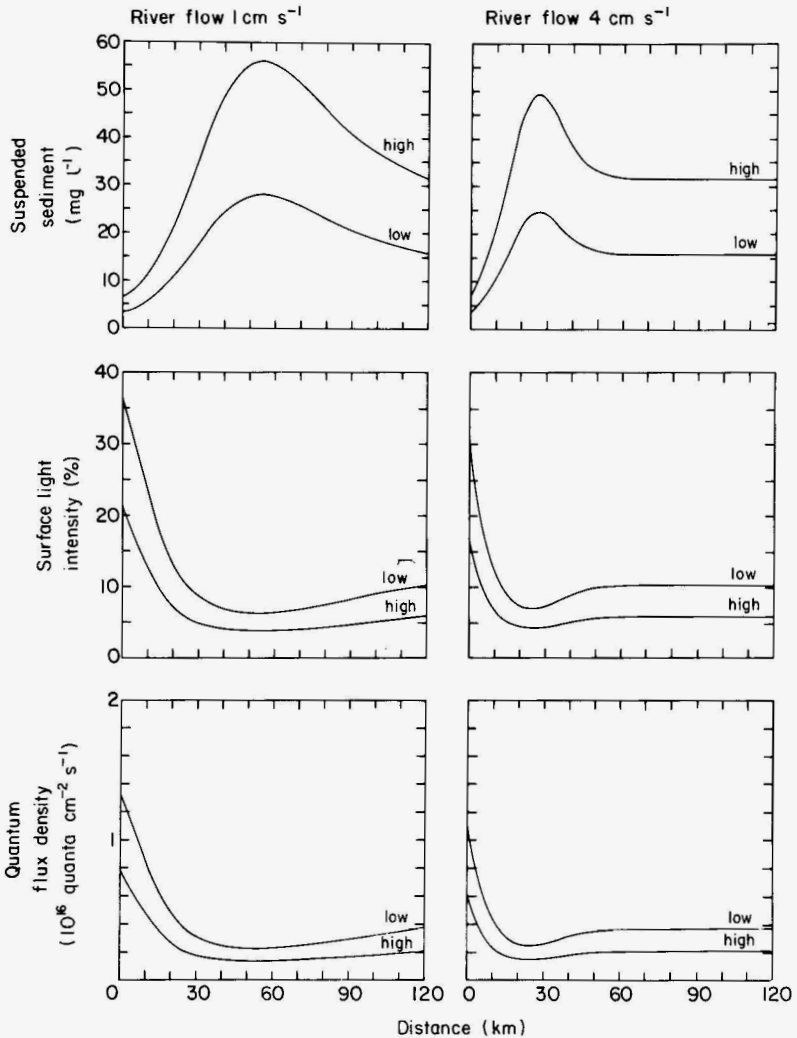 River flow 1 cm s⁻¹
River flow 4 cm s⁻¹
Suspended
sediment
(mg l⁻¹)
60
50
40
30
20
10
0
high
low
high
low
Surface light
intensity (%)
40
30
20
10
0
low
high
low
high
Quantum
flux density
(10¹⁶ quanta cm⁻² s⁻¹)
2
1
low
high
low
high
0 30 60 90 120
0 30 60 90 120
Distance (km)